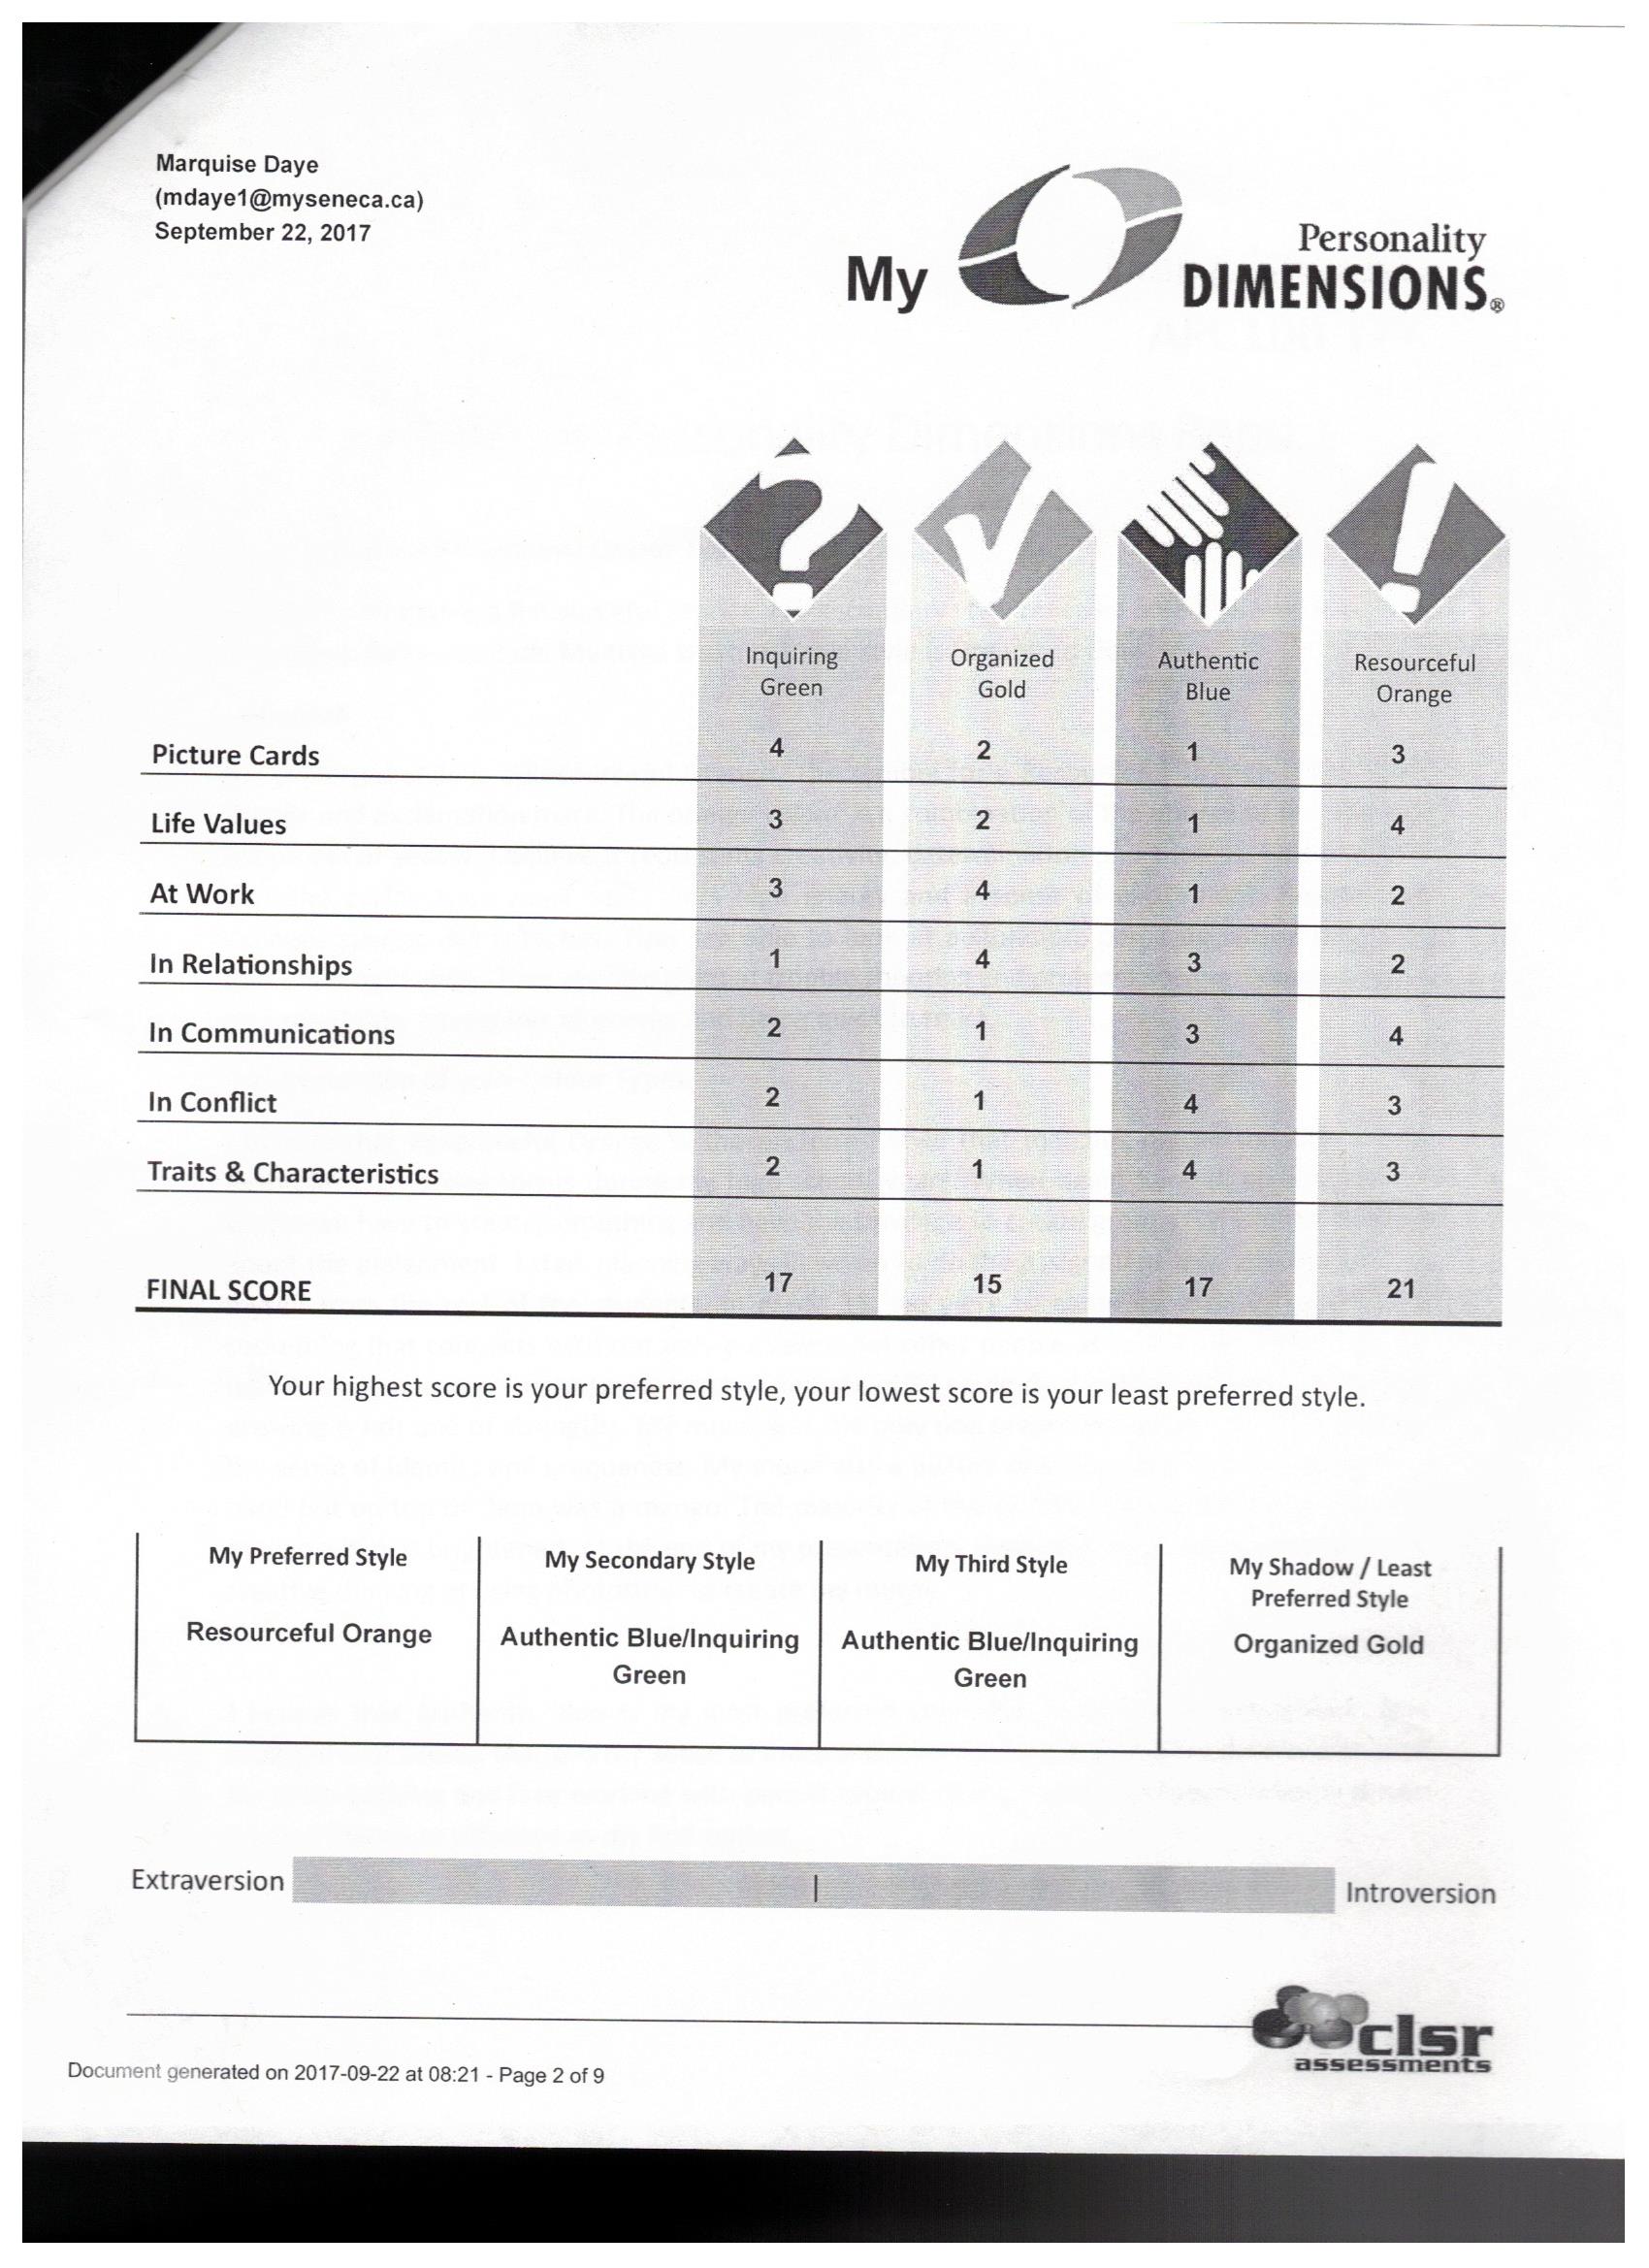 Marquise Daye
(mdaye1@myseneca.ca)
September 22, 2017
My Personality
DIMENSIONS®
Inquiring Green
Organized Gold
Authentic Blue
Resourceful Orange
Picture Cards 4 2 1 3
Life Values 3 2 1 4
At Work 3 4 1 2
In Relationships 1 4 3 2
In Communications 2 1 3 4
In Conflict 2 1 4 3
Traits & Characteristics 2 1 4 3
FINAL SCORE 17 15 17 21
Your highest score is your preferred style, your lowest score is your least preferred style.
My Preferred Style
Resourceful Orange
My Secondary Style
Authentic Blue/Inquiring
Green
My Third Style
Authentic Blue/Inquiring
Green
My Shadow / Least
Preferred Style
Organized Gold
Extraversion Introversion
clsr
assessments
Document generated on 2017-09-22 at 08:21 - Page 2 of 9